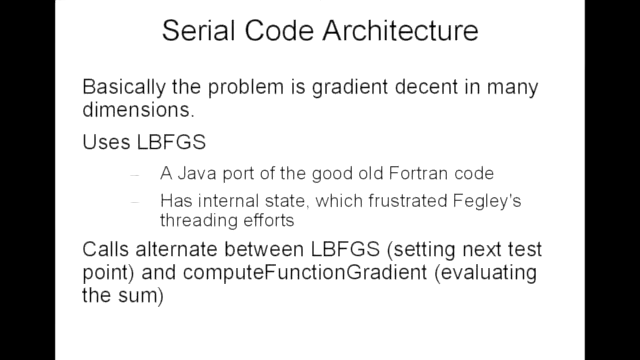 Serial Code Architecture
Basically the problem is gradient decent in many
dimensions.
Uses LBFGS
– A Java port of the good old Fortran code
– Has internal state, which frustrated Fegley's
threading efforts
Calls alternate between LBFGS (setting next test
point) and computeFunctionGradient (evaluating
the sum)